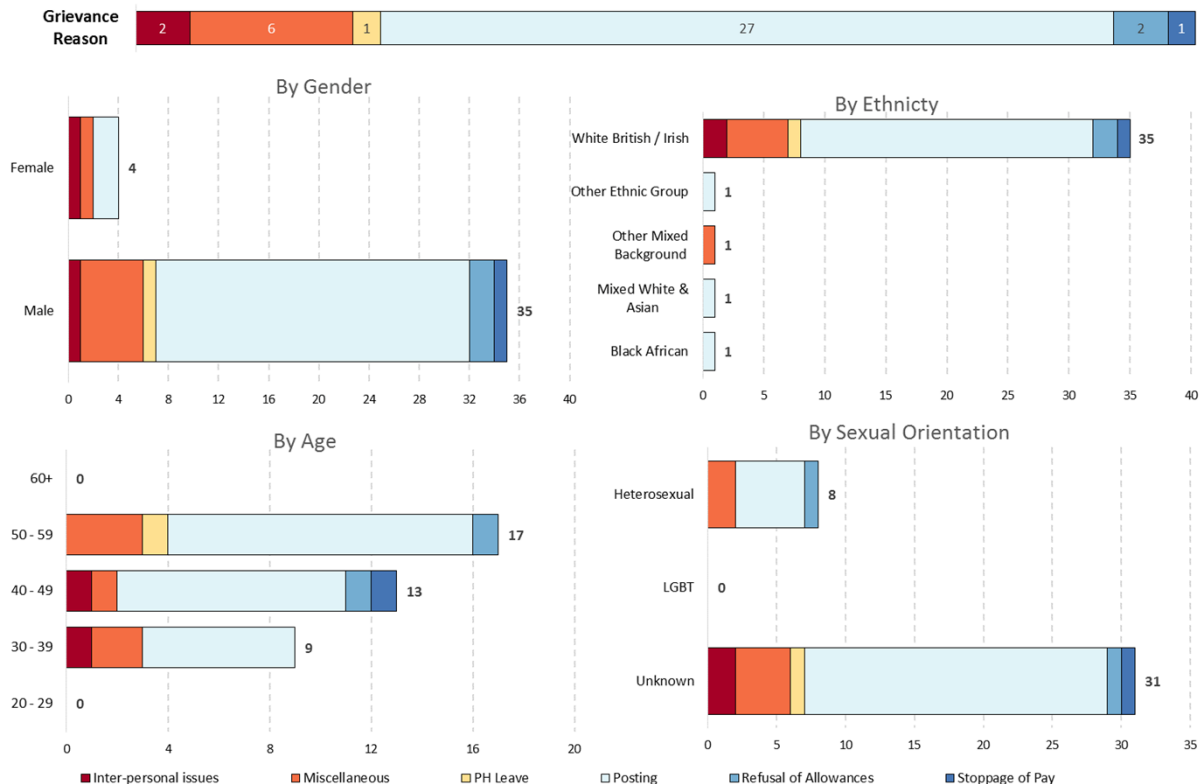 Grievance
Reason
2 6 1 27 2 1
By Gender
Female
4
Male
35
0 4 8 12 16 20 24 28 32 36 40
By Ethnicty
White British / Irish
35
Other Ethnic Group
1
Other Mixed
Background
1
Mixed White &
Asian
1
Black African
1
0 5 10 15 20 25 30 35 40
By Age
60+
0
50 - 59
17
40 - 49
13
30 - 39
9
20 - 29
0
0 4 8 12 16 20
By Sexual Orientation
Heterosexual
8
LGBT
0
Unknown
31
0 5 10 15 20 25 30 35
Inter-personal issues Miscellaneous PH Leave Posting Refusal of Allowances Stoppage of Pay